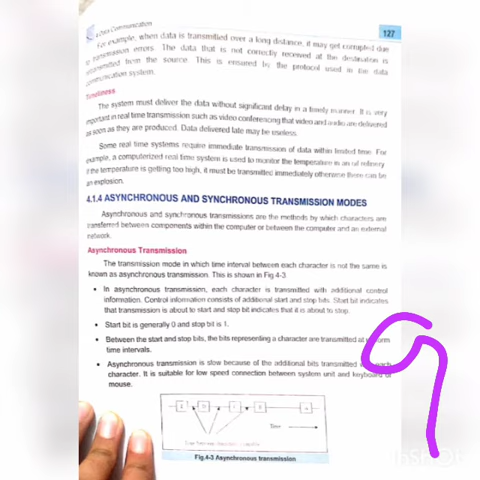 4 Data Communication
127
For example, when data is transmitted over a long distance, it may get corrupted due
to transmission errors. The data that is not correctly received at the destination is
retransmitted from the source. This is ensured by the protocol used in the data
communication system.
Timeliness
The system must deliver the data without significant delay in a timely manner. It is very
important in real time transmission such as video conferencing that video and audio are delivered
as soon as they are produced. Data delivered late may be useless.
Some real time systems require immediate transmission of data within limited time. For
example, a computerized real time system is used to monitor the temperature in an oil refinery.
If the temperature is getting too high, it must be transmitted immediately otherwise there can be
an explosion.
4.1.4 ASYNCHRONOUS AND SYNCHRONOUS TRANSMISSION MODES
Asynchronous and synchronous transmissions are the methods by which characters are
transferred between components within the computer or between the computer and an external
network.
Asynchronous Transmission
The transmission mode in which time interval between each character is not the same is
known as asynchronous transmission. This is shown in Fig 4-3
• In asynchronous transmission, each character is transmitted with additional control
information. Control information consists of additional start and stop bits. Start bit indicates
that transmission is about to start and stop bit indicates that it is about to stop.
• Start bit is generally 0 and stop bit is 1.
• Between the start and stop bits, the bits representing a character are transmitted at uniform
time intervals.
• Asynchronous transmission is slow because of the additional bits transmitted with each
character. It is suitable for low speed connection between system unit and keyboard or
mouse.
Time
Fig.4-3 Asynchronous transmission